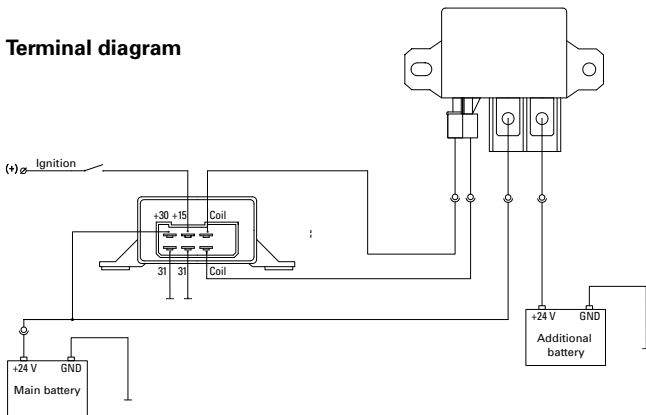 Terminal diagram
(+) Ignition
+30 +15 Coil
31 31 Coil
+24 V GND
Additional
battery
+24 V GND
Main battery